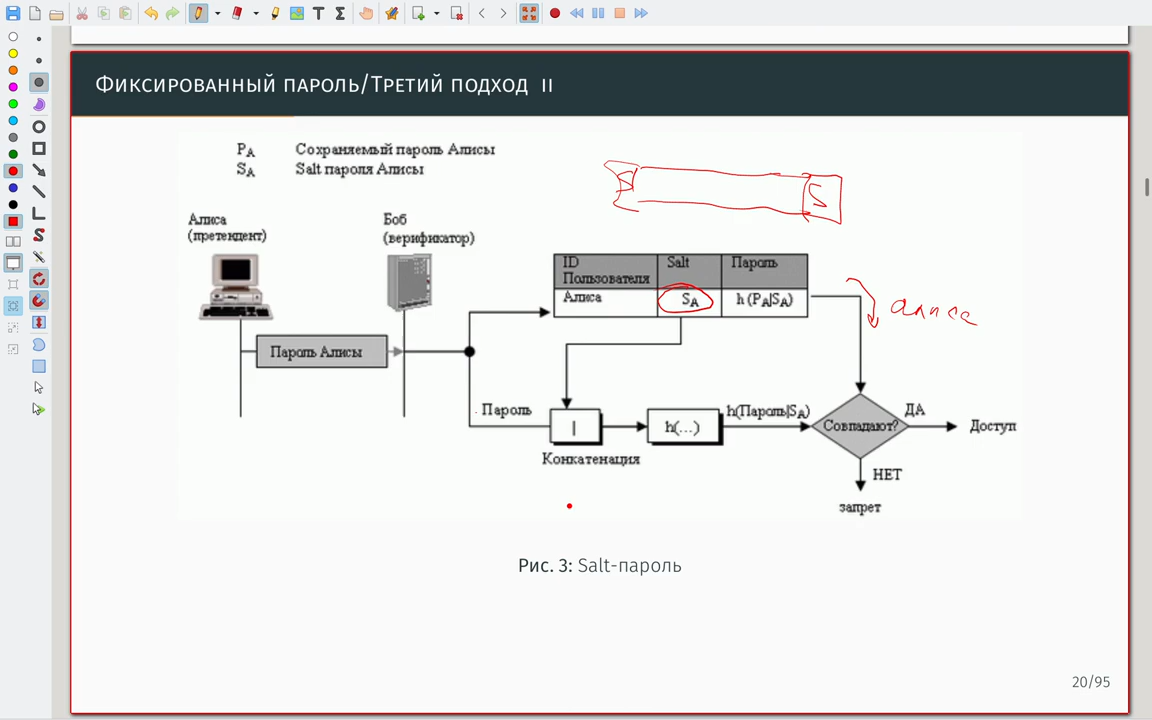 Фиксированный пароль/Третий подход II
PA Сохраняемый пароль Алисы
SA Salt пароля Алисы
S S
Алиса
(претендент)
Боб
(верификатор)
ID
Пользователя
Salt
Пароль
Алиса
SA
h (PA|SA)
алиса
Пароль Алисы
Пароль
|
Конкатенация
h(...)
h(Пароль|SA)
Совпадают?
ДА
Доступ
НЕТ
запрет
Рис. 3: Salt-пароль
20/95